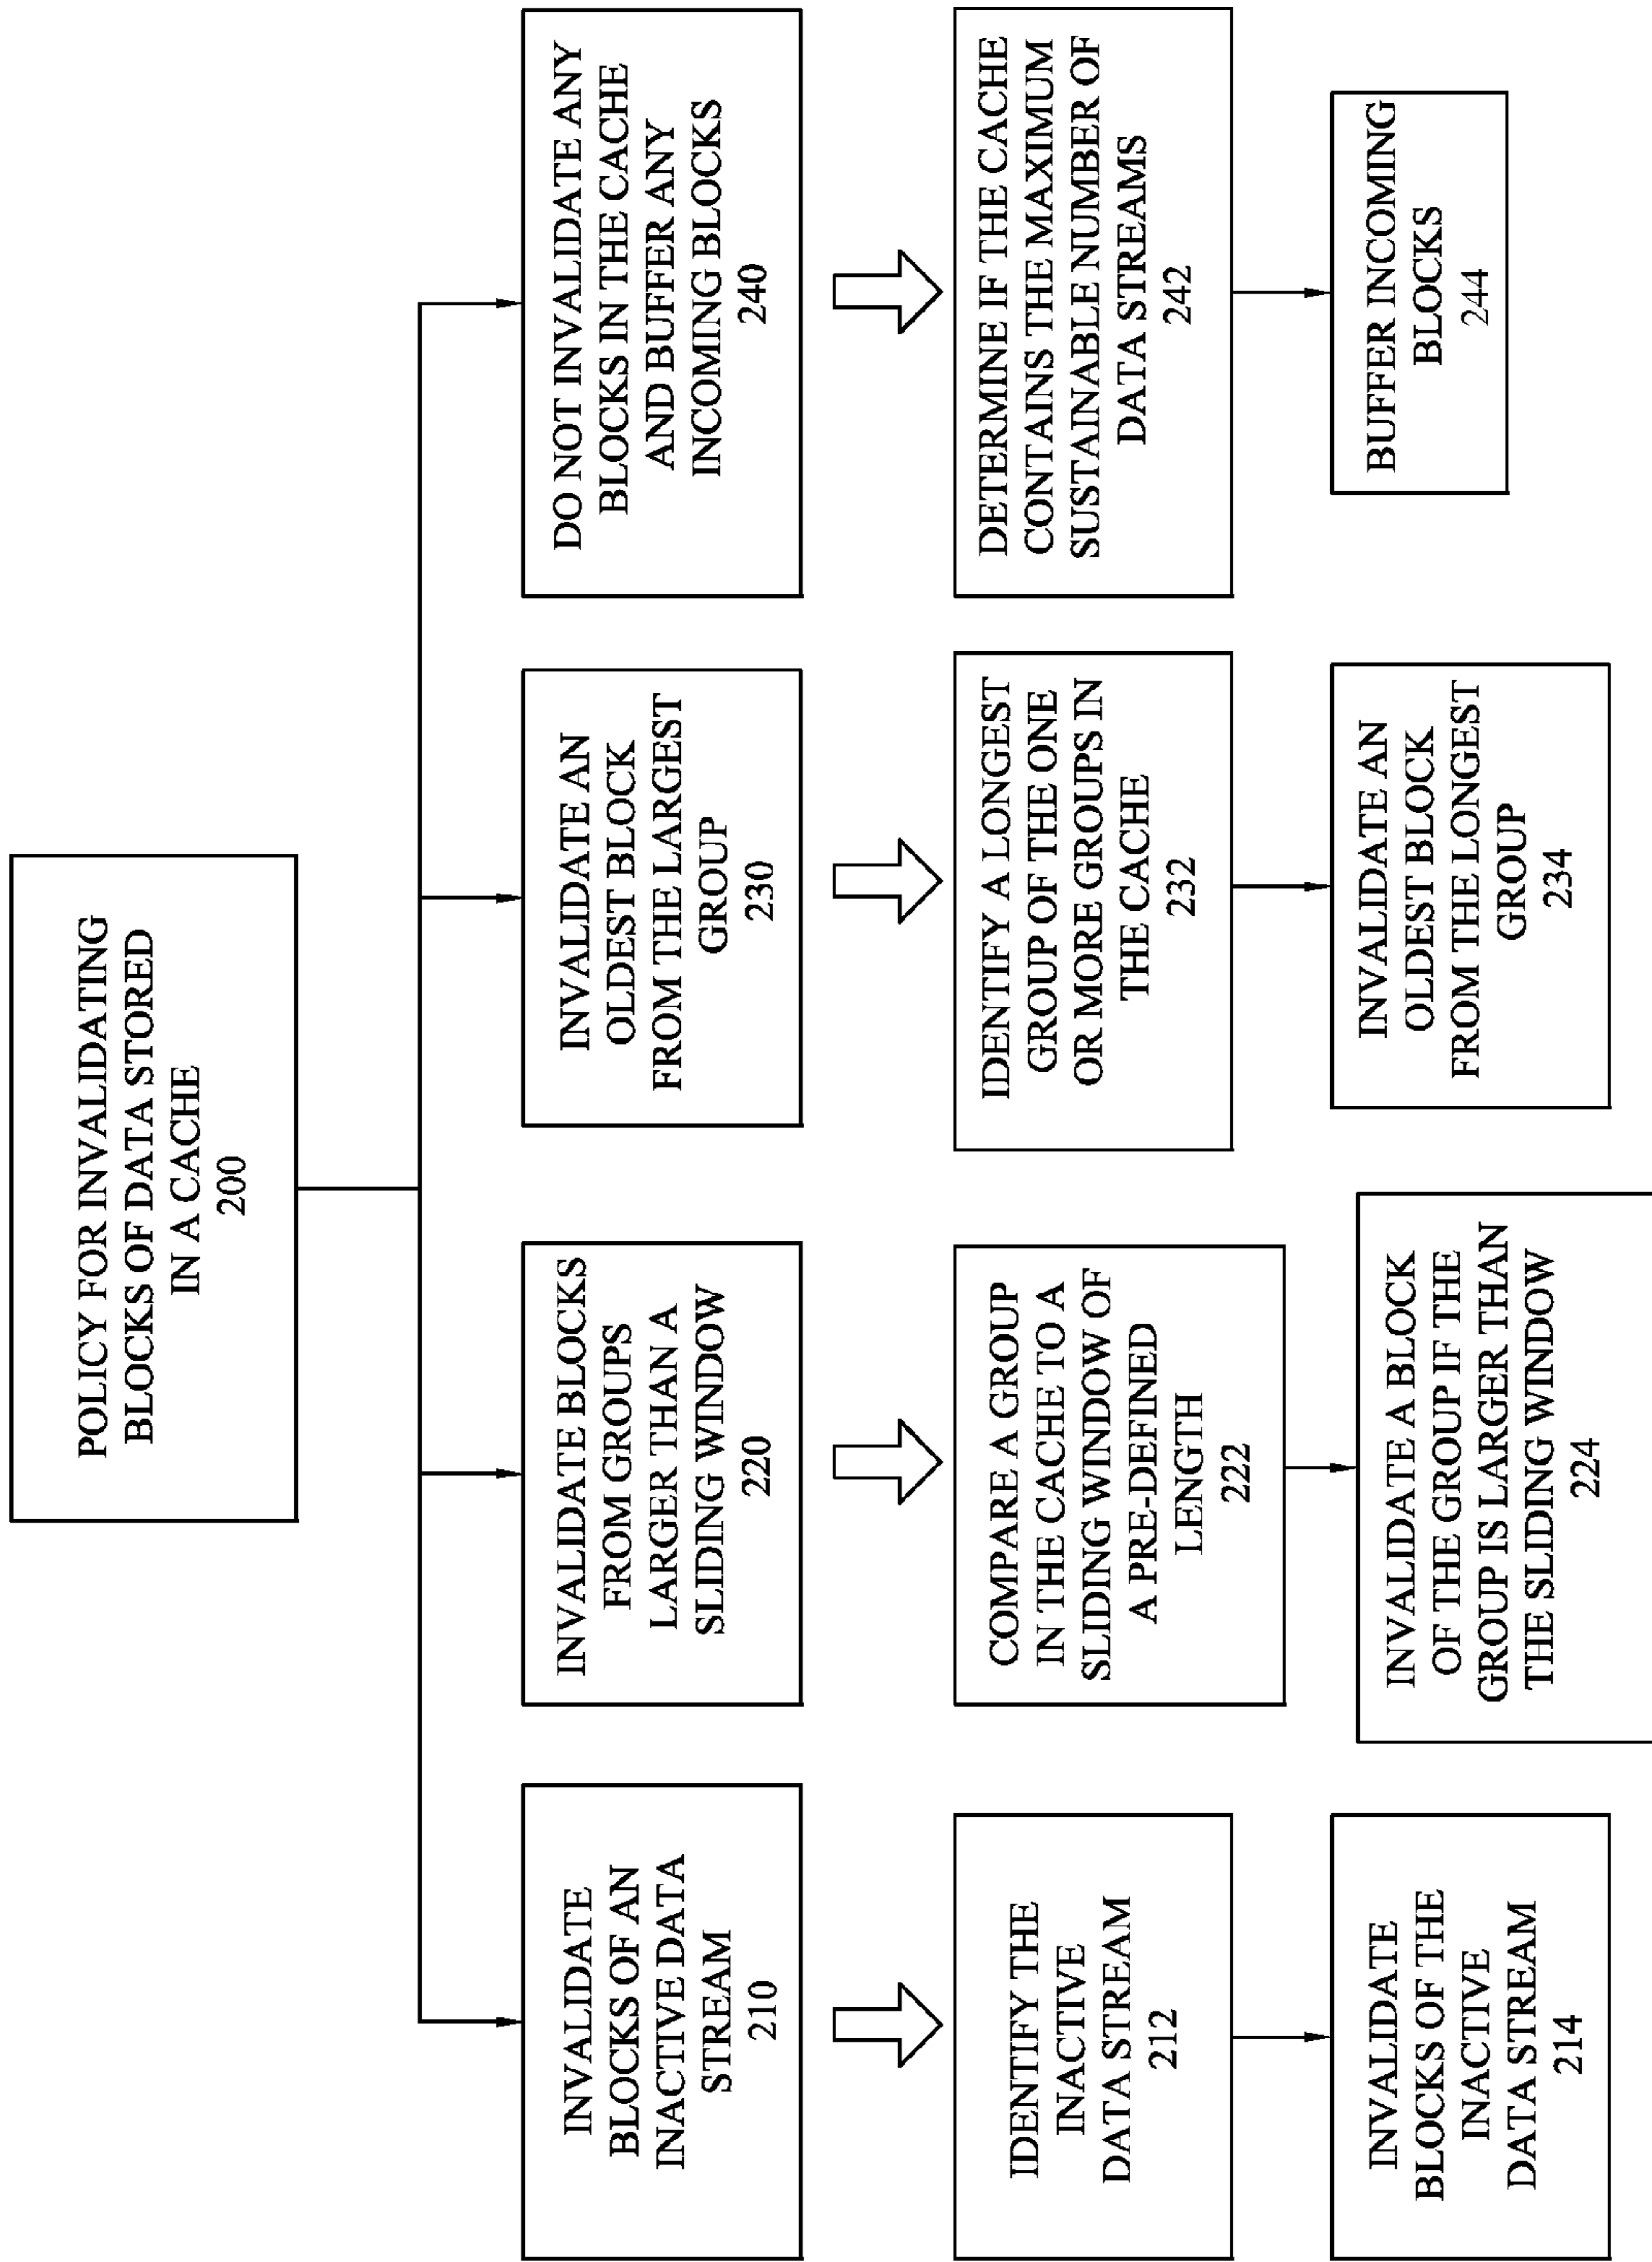 POLICY FOR INVALIDATING
BLOCKS OF DATA STORED
IN A CACHE
200
INVALIDATE
BLOCKS OF AN
INACTIVE DATA
STREAM
210
INVALIDATE BLOCKS
FROM GROUPS
LARGER THAN A
SLIDING WINDOW
220
INVALIDATE AN
OLDEST BLOCK
FROM THE LARGEST
GROUP
230
DO NOT INVALIDATE ANY
BLOCKS IN THE CACHE
AND BUFFER ANY
INCOMING BLOCKS
240
IDENTIFY THE
INACTIVE
DATA STREAM
212
COMPARE A GROUP
IN THE CACHE TO A
SLIDING WINDOW OF
A PRE-DEFINED
LENGTH
222
IDENTIFY A LONGEST
GROUP OF THE ONE
OR MORE GROUPS IN
THE CACHE
232
DETERMINE IF THE CACHE
CONTAINS THE MAXIMUM
SUSTAINABLE NUMBER OF
DATA STREAMS
242
INVALIDATE
BLOCKS OF THE
INACTIVE
DATA STREAM
214
INVALIDATE A BLOCK
OF THE GROUP IF THE
GROUP IS LARGER THAN
THE SLIDING WINDOW
224
INVALIDATE AN
OLDEST BLOCK
FROM THE LONGEST
GROUP
234
BUFFER INCOMING
BLOCKS
244